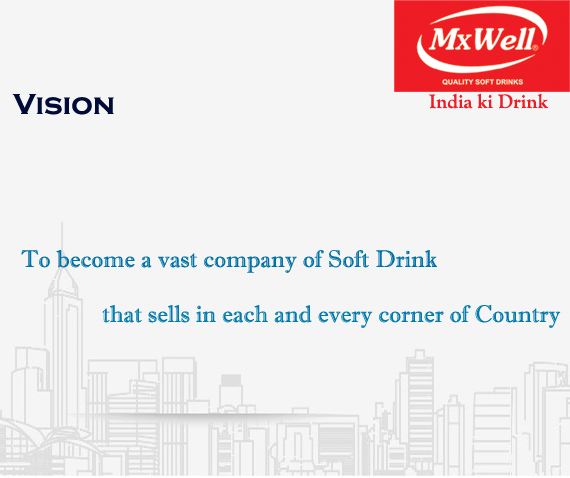 MxWell®
QUALITY SOFT DRINKS
India ki Drink
VISION
To become a vast company of Soft Drink
that sells in each and every corner of Country